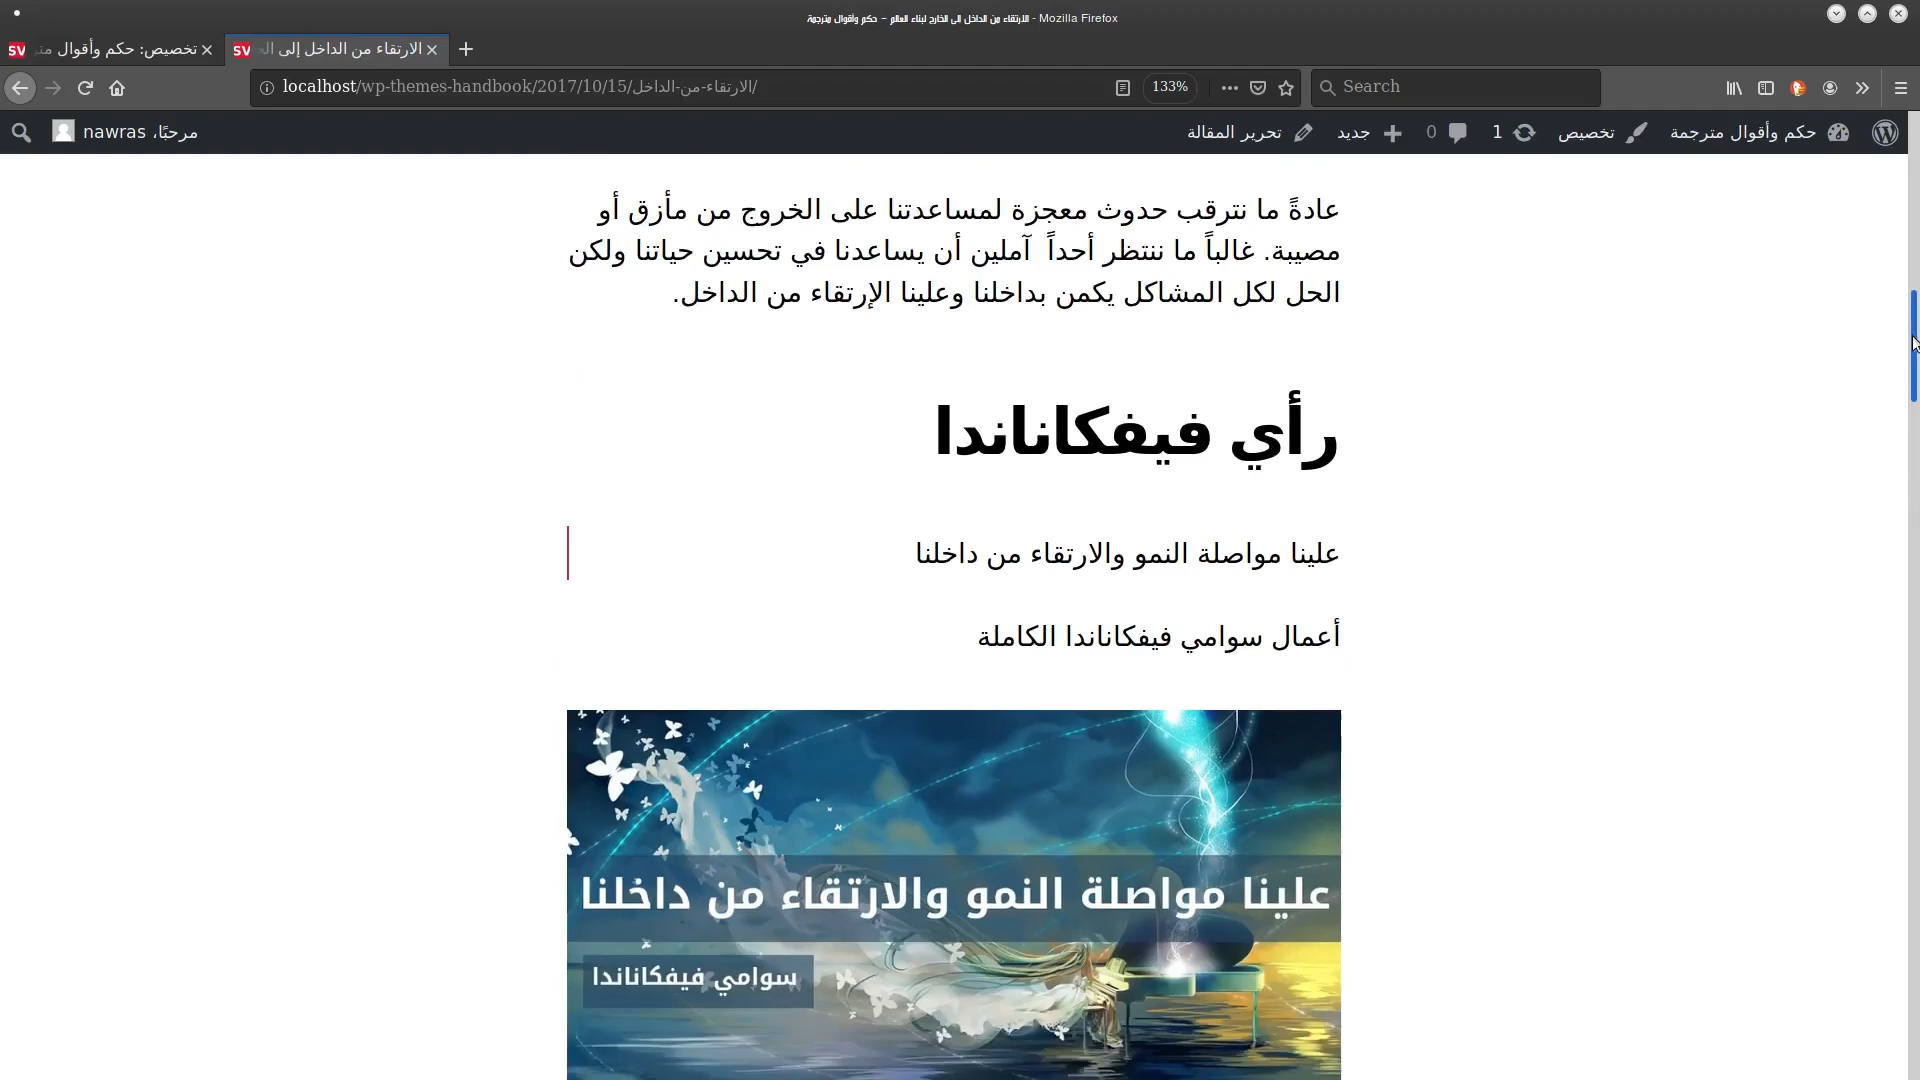 الارتقاء من الداخل إلى الخارج لبناء العالم – حكم وأقوال مترجمة - Mozilla Firefox
تخصيص: حكم وأقوال
الارتقاء من الداخل إلى
localhost/wp-themes-handbook/2017/10/15/الارتقاء-من-الداخل/
133%
Search
حكم وأقوال مترجمة
تخصيص
1
0
جديد
تحرير المقالة
مرحبًا، nawras
عادةً ما نترقب حدوث معجزة لمساعدتنا على الخروج من مأزق أو
مصيبة. غالباً ما ننتظر أحداً آملين أن يساعدنا في تحسين حياتنا ولكن
الحل لكل المشاكل يكمن بداخلنا وعلينا الإرتقاء من الداخل.
رأي فيفكاناندا
علينا مواصلة النمو والارتقاء من داخلنا
أعمال سوامي فيفكاناندا الكاملة
علينا مواصلة النمو والارتقاء من داخلنا
سوامي فيفكاناندا